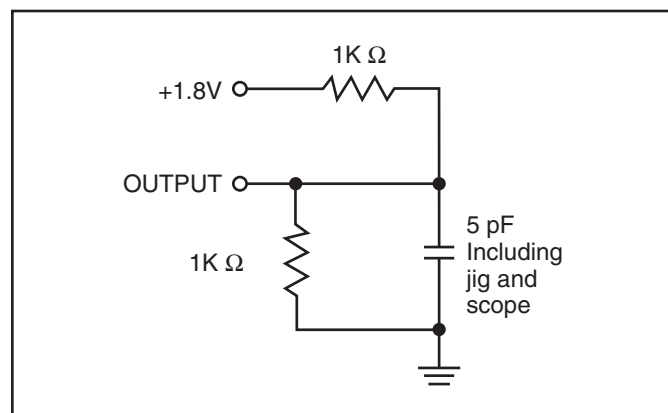 1K Ω
+1.8V
OUTPUT
1K Ω
5 pF
Including
jig and
scope